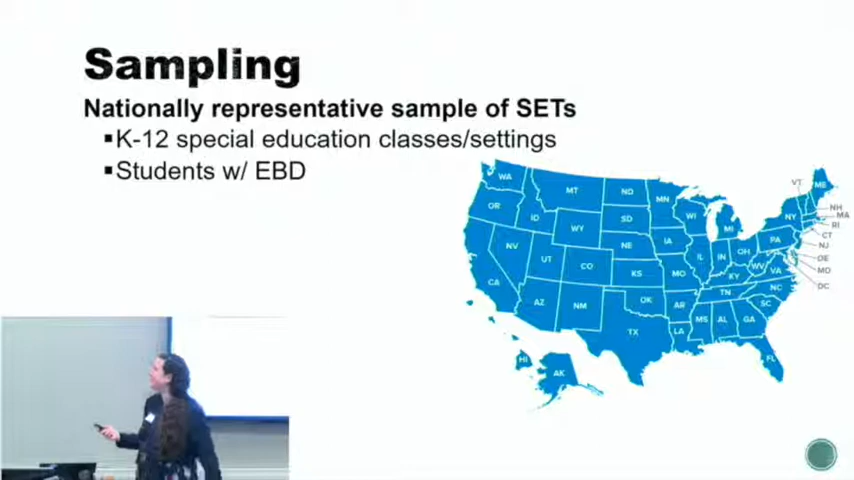 Sampling
Nationally representative sample of SETs
▪K-12 special education classes/settings
▪Students w/ EBD
WA
MT
ND
MN
VT
ME
OR
ID
WY
SD
WI
MI
NY
NH
MA
RI
CT
NV
UT
CO
NE
IA
IL
IN
OH
PA
NJ
DE
MD
DC
CA
KS
MO
KY
WV
VA
AZ
NM
OK
AR
TN
NC
SC
TX
LA
MS
AL
GA
FL
HI
AK